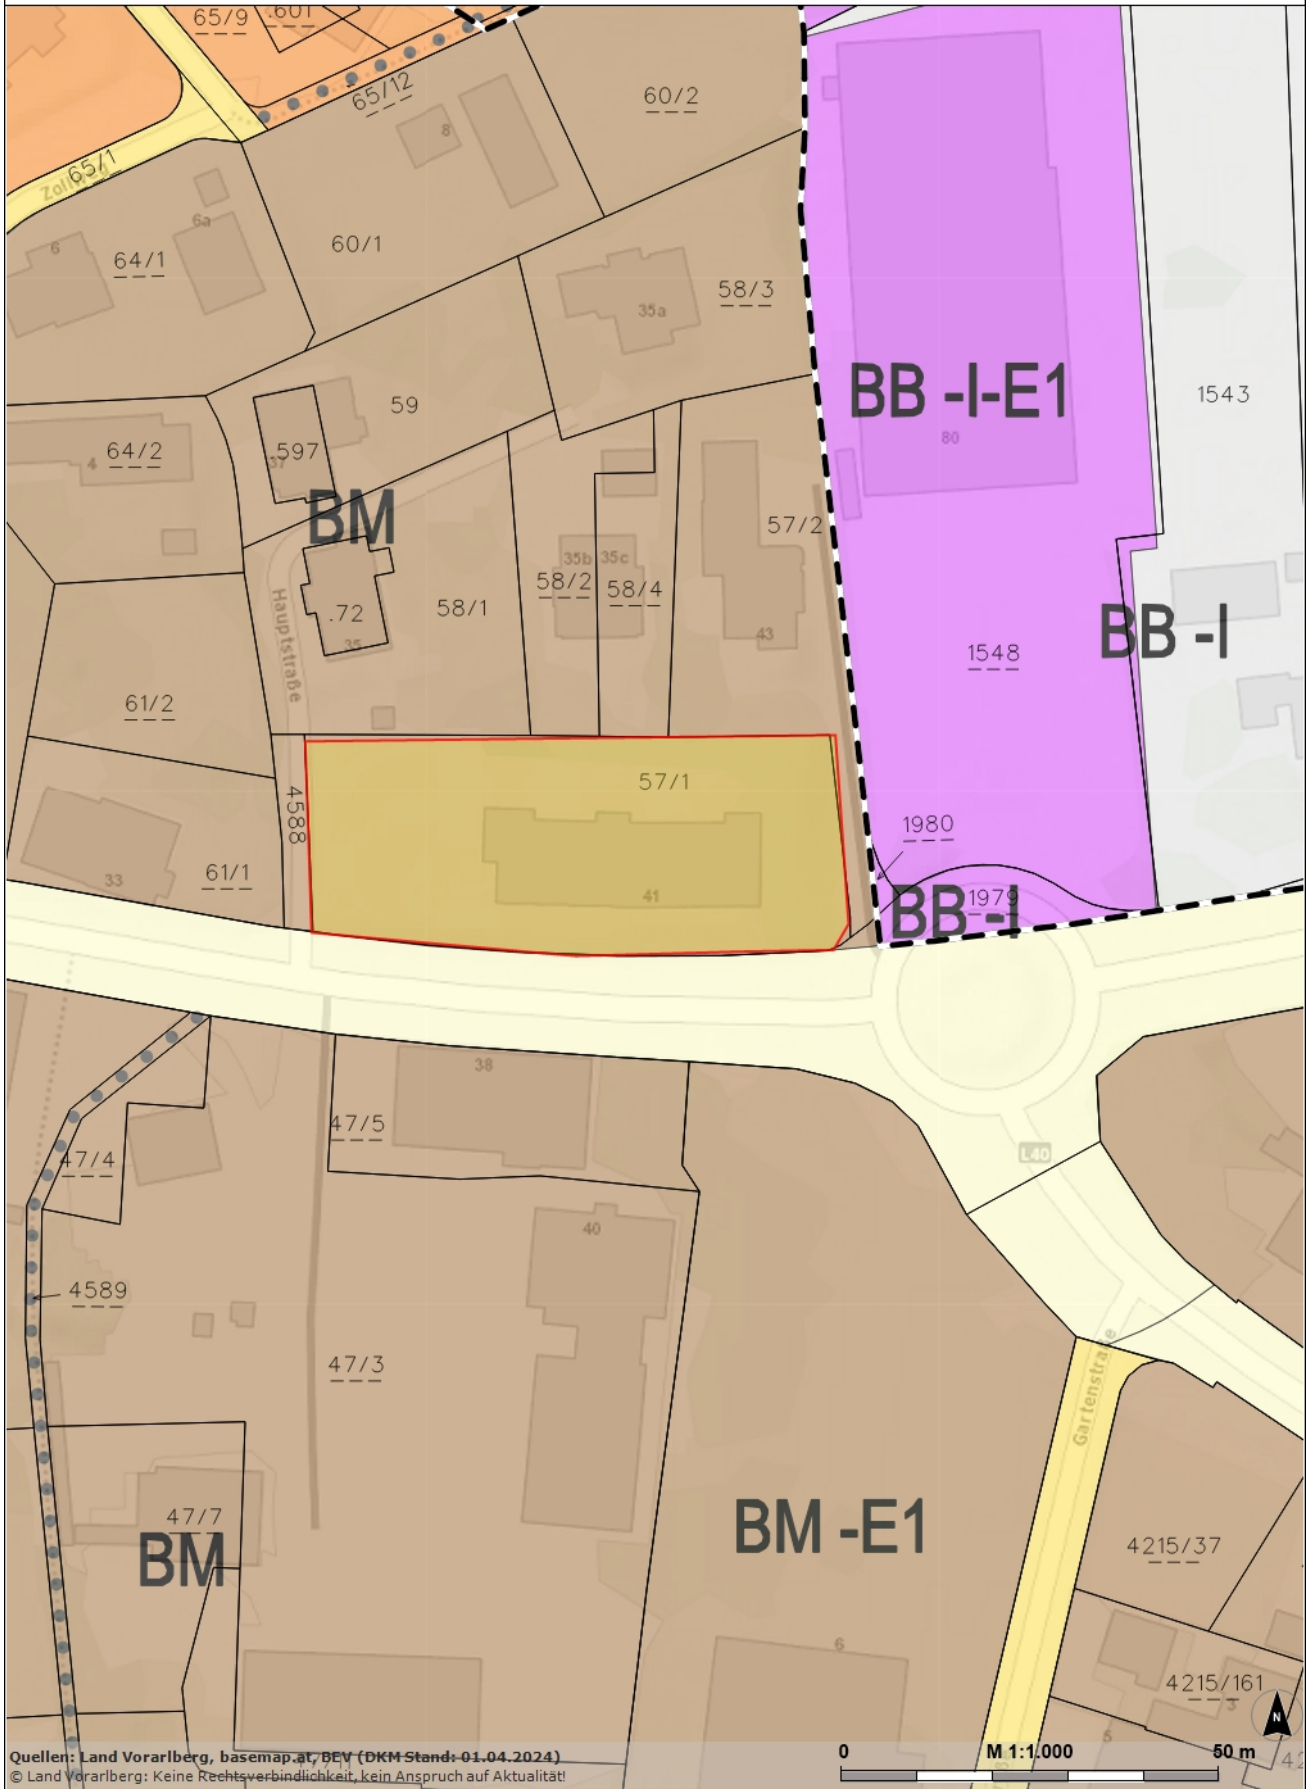 65/9
.601
65/12
60/2
8
65/1
6a
6
64/1
60/1
58/3
35a
BB -I-E1
59
1543
64/2
4
597
37
80
BM
57/2
35b
35c
58/2
58/4
.72
58/1
35
Hauptstraße
43
1548
BB -I
61/2
57/1
4588
1980
61/1
33
41
1979
BB -I
38
47/5
L40
47/4
40
4589
47/3
Gartenstraße
47/7
BM
BM -E1
4215/37
6
4215/161
3
5
N
Quellen: Land Vorarlberg, basemap.at, BEV (DKM Stand: 01.04.2024)
© Land Vorarlberg: Keine Rechtsverbindlichkeit, kein Anspruch auf Aktualität!
0 M 1:1.000 50 m